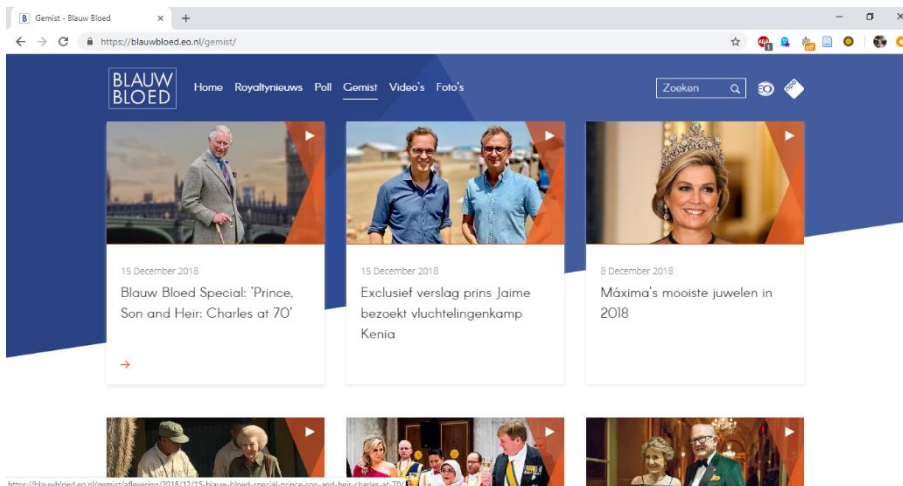 B Gemist - Blauw Bloed
https://blauwbloed.eo.nl/gemist/
BLAUW
BLOED
Home Royaltynieuws Poll Gemist Video's Foto's
Zoeken
EO
15 December 2018
Blauw Bloed Special: 'Prince,
Son and Heir: Charles at 70'
15 December 2018
Exclusief verslag prins Jaime
bezoekt vluchtelingenkamp
Kenia
8 December 2018
Máxima's mooiste juwelen in
2018
https://blauwbloed.eo.nl/gemist/aflevering/2018/12/15-blauw-bloed-special-prince-son-and-heir-charles-at-70/